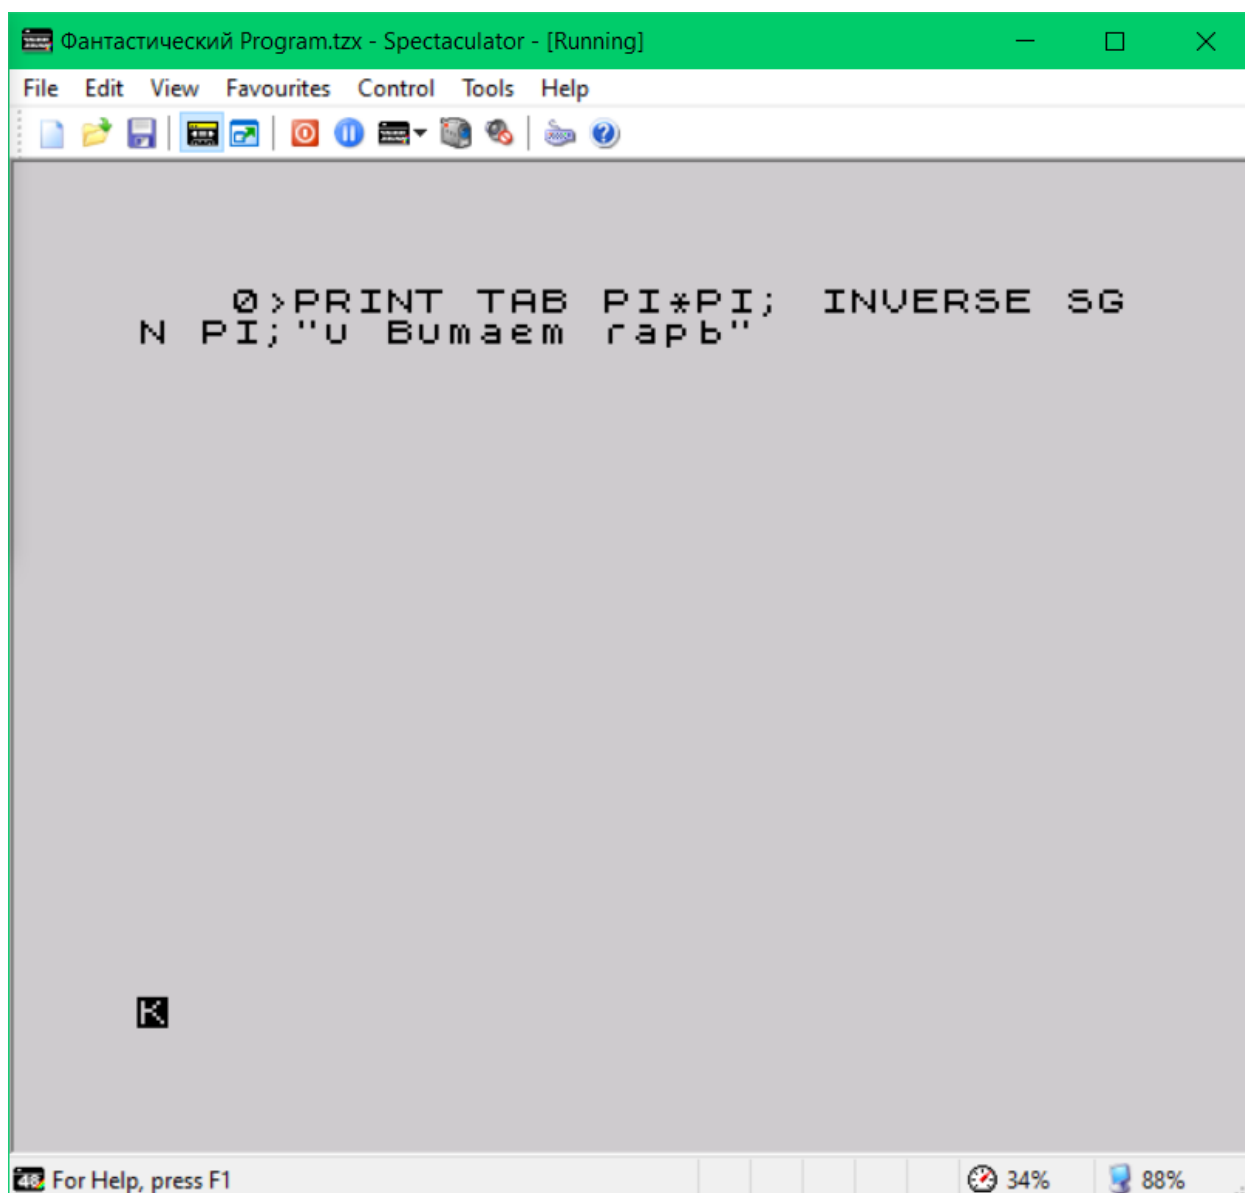 Фантастический Program.tzx - Spectaculator - [Running]
File Edit View Favourites Control Tools Help
0>PRINT TAB PI*PI; INVERSE SG
N PI;"u Bumaem rapb"
K
For Help, press F1 34% 88%